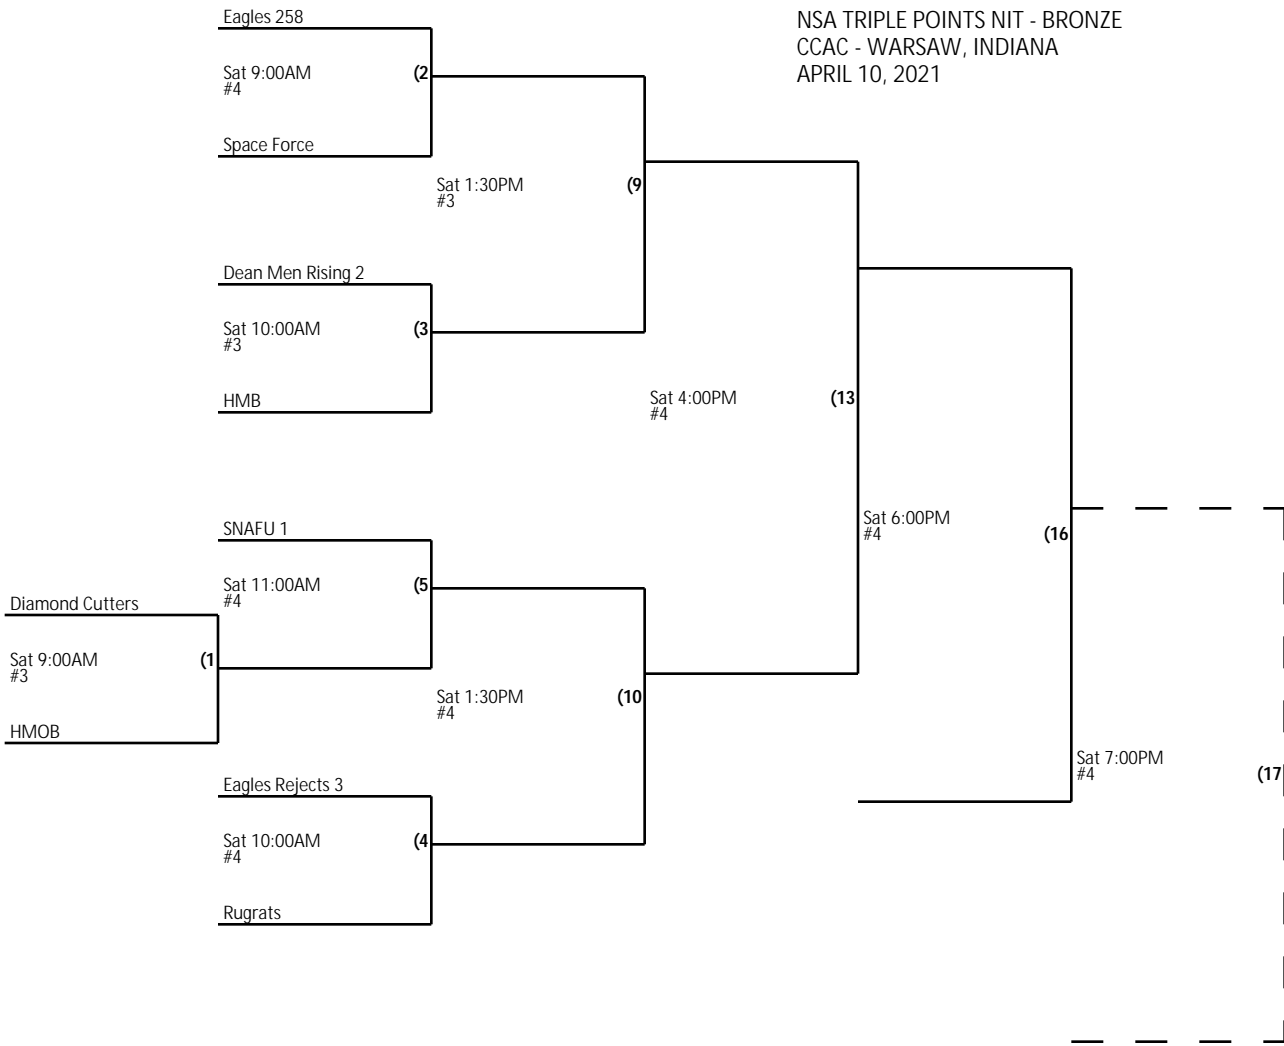 NSA TRIPLE POINTS NIT - BRONZE
CCAC - WARSAW, INDIANA
APRIL 10, 2021
Eagles 258
Sat 9:00AM (2
#4
Space Force
Sat 1:30PM (9
#3
Dean Men Rising 2
Sat 10:00AM (3
#3
HMB
Sat 4:00PM (13
#4
SNAFU 1
Sat 6:00PM (16
#4
Sat 11:00AM (5
#4
Diamond Cutters
Sat 9:00AM (1
#3
HMOB
Sat 1:30PM (10
#4
Sat 7:00PM (17
#4
Eagles Rejects 3
Sat 10:00AM (4
#4
Rugrats